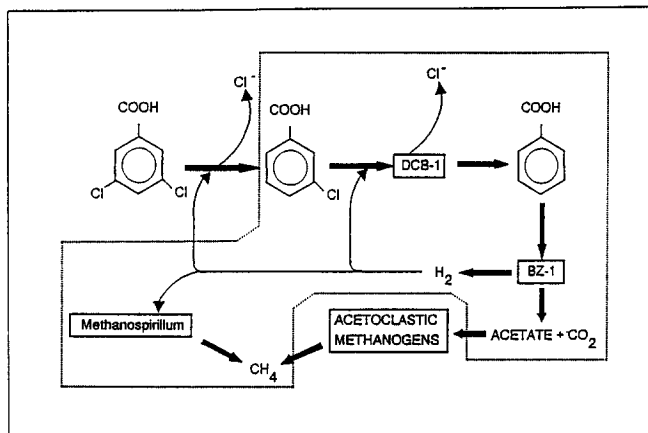 Cl⁻
Cl⁻
COOH
COOH
COOH
Cl
Cl
Cl
DCB-1
H₂
BZ-1
Methanospirillum
ACETOCLASTIC
METHANOGENS
ACETATE + CO₂
CH₄